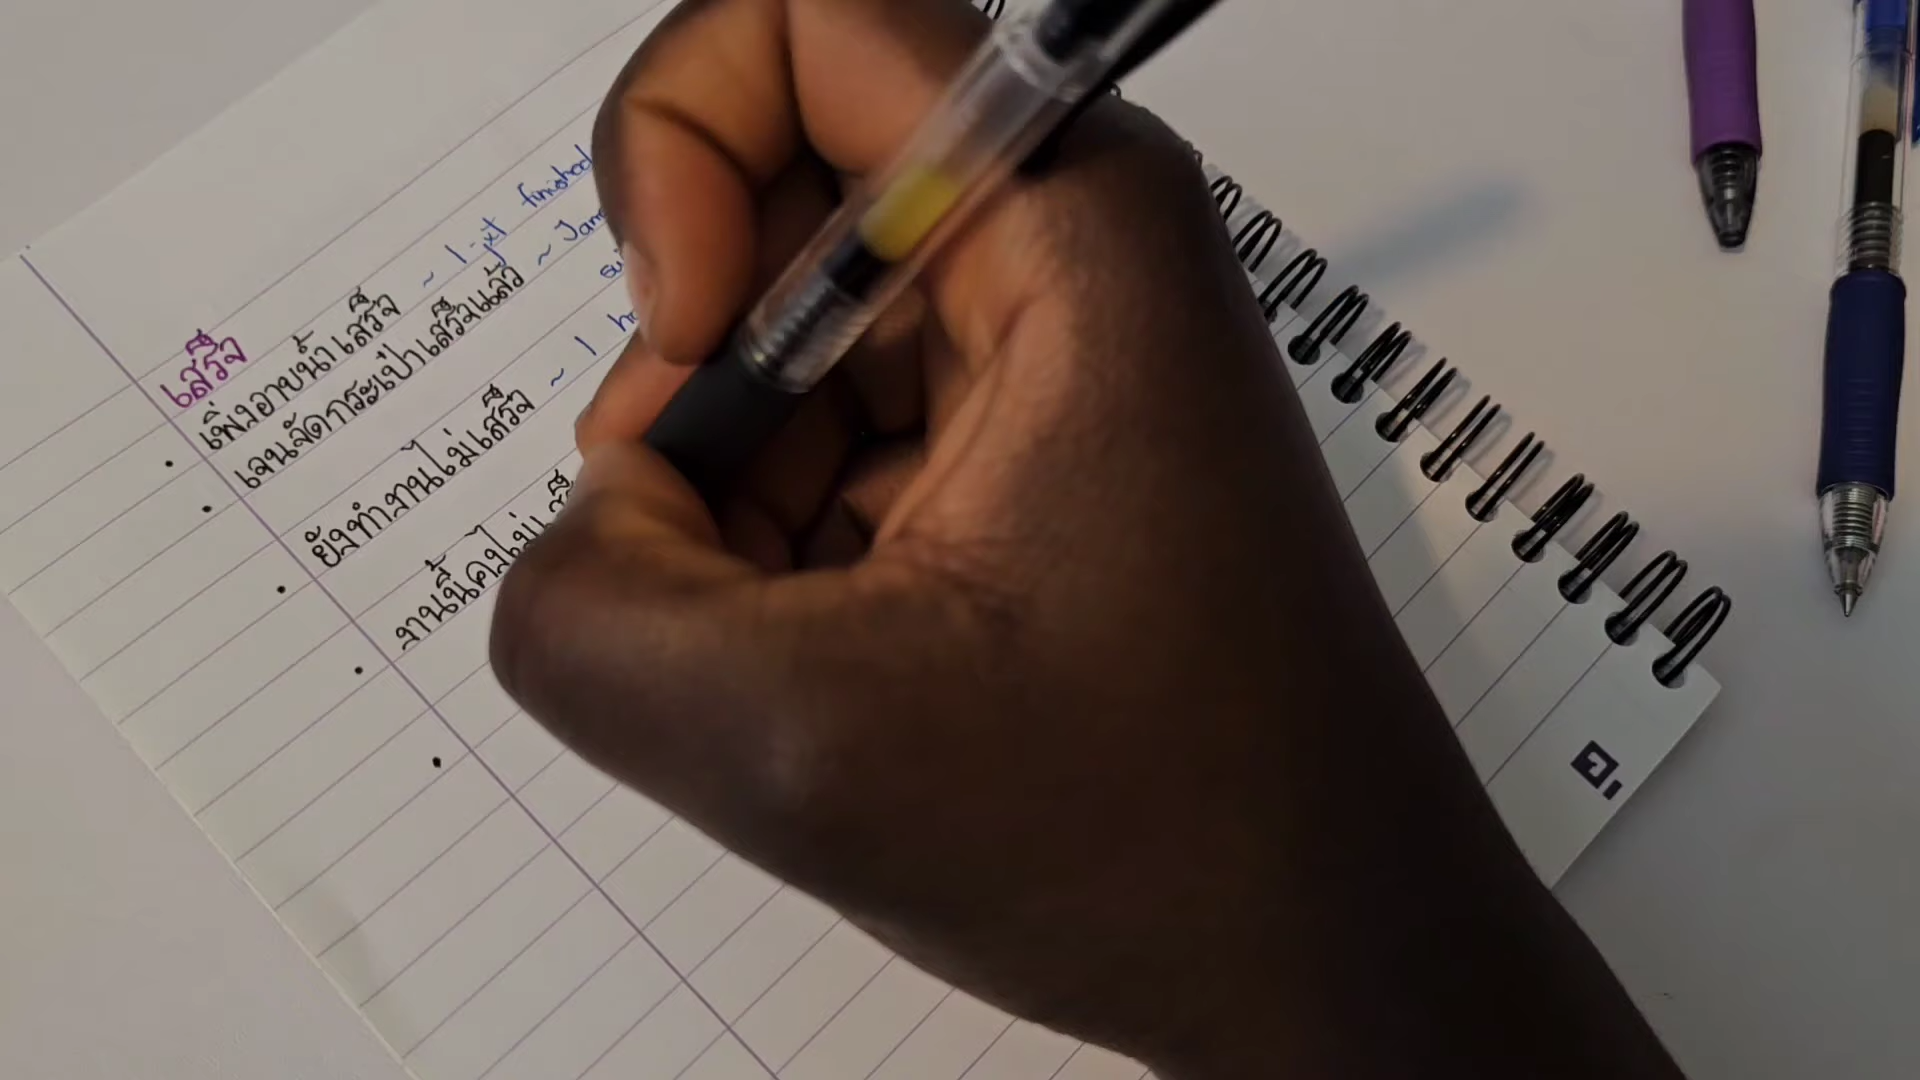 เสร็จ
เพิ่งอาบน้ำเสร็จ ~ I just finished
เจนจัดกระเป๋าเสร็จแล้ว ~
ยังทำงานไม่เสร็จ ~ I
งานนี้คงไม่